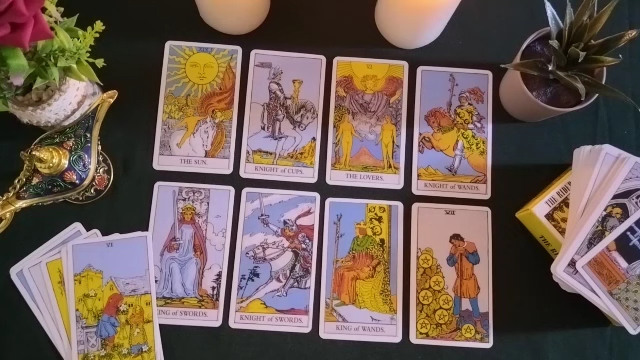 THE SUN.
KNIGHT of CUPS.
VI
THE LOVERS.
KNIGHT of WANDS.
KING of SWORDS.
KNIGHT of SWORDS.
KING of WANDS.
VII
VI